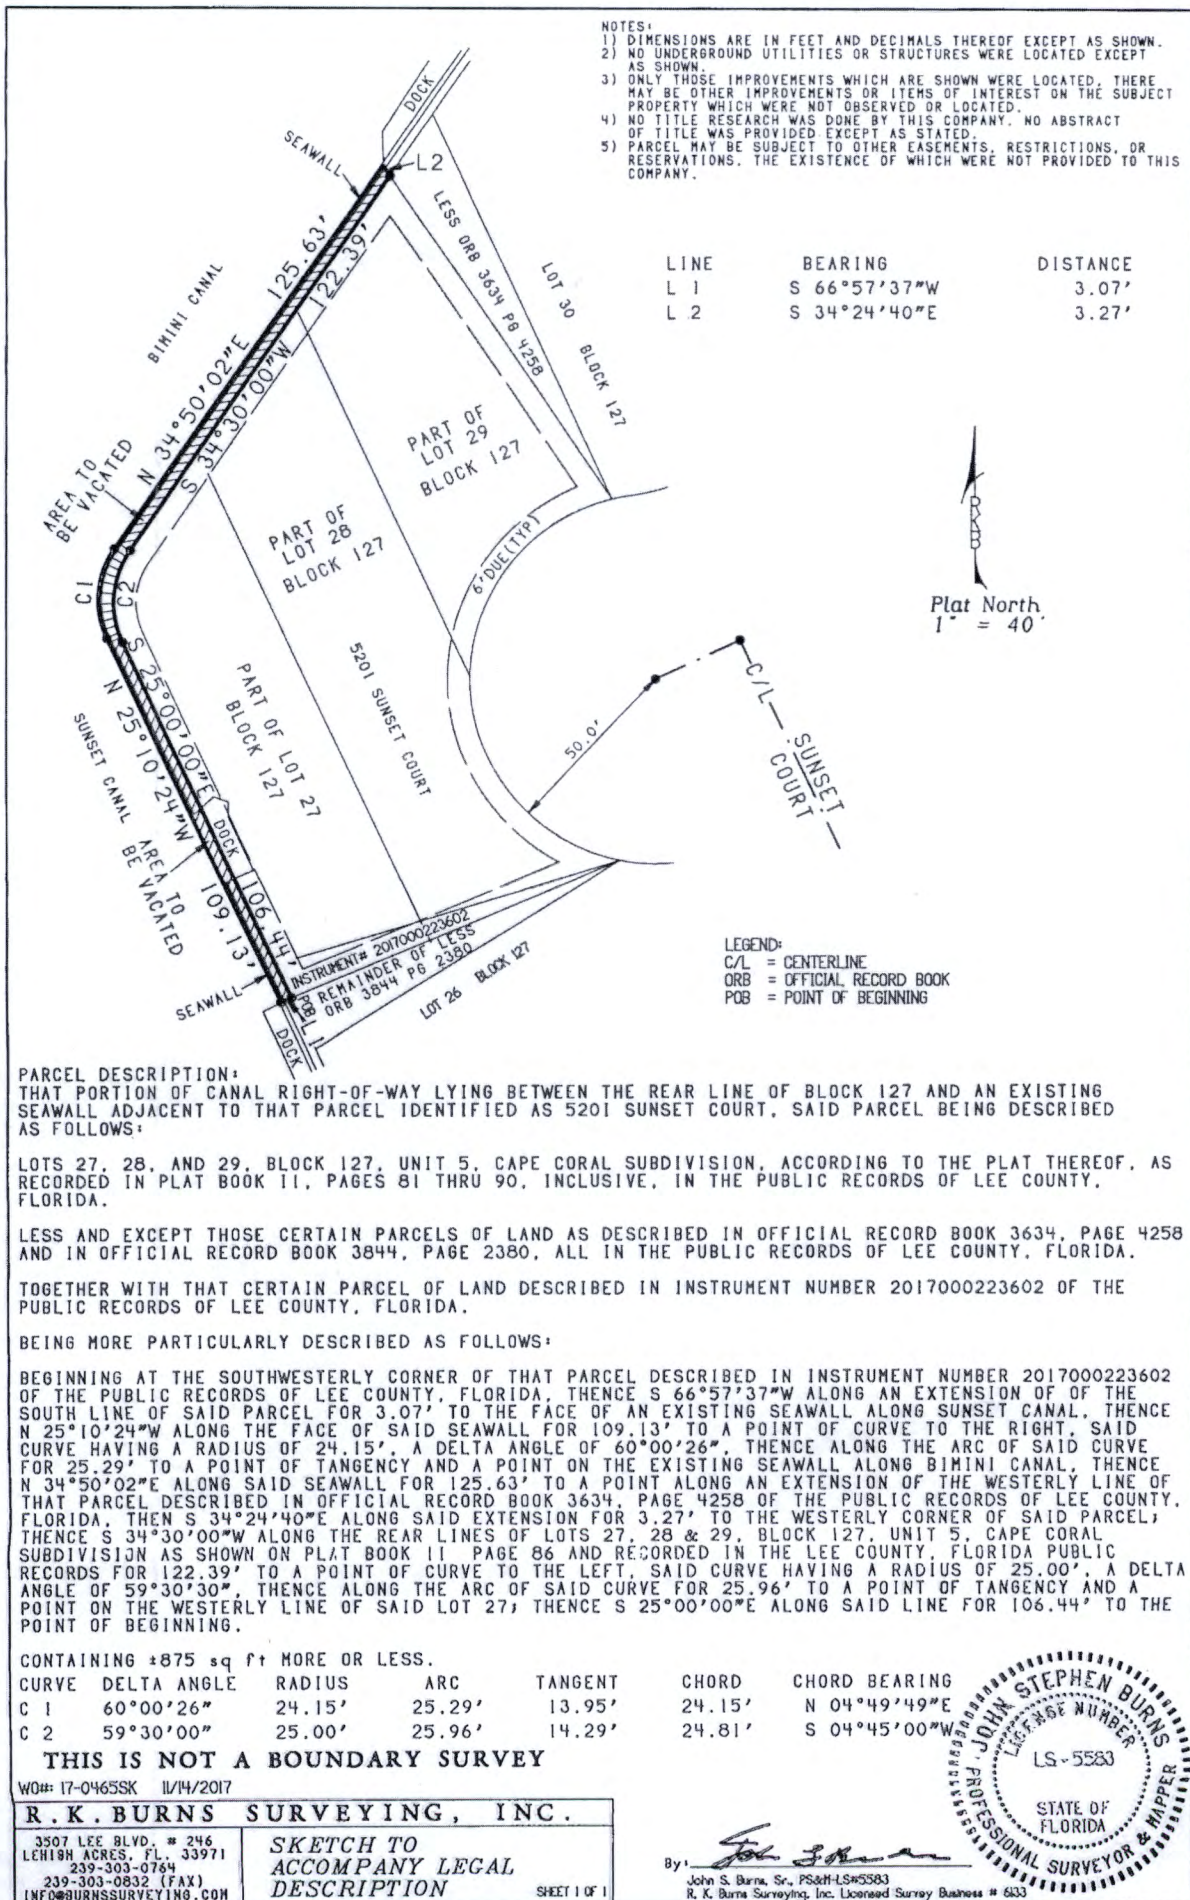 NOTES:
1) DIMENSIONS ARE IN FEET AND DECIMALS THEREOF EXCEPT AS SHOWN.
2) NO UNDERGROUND UTILITIES OR STRUCTURES WERE LOCATED EXCEPT
AS SHOWN.
3) ONLY THOSE IMPROVEMENTS WHICH ARE SHOWN WERE LOCATED, THERE
MAY BE OTHER IMPROVEMENTS OR ITEMS OF INTEREST ON THE SUBJECT
PROPERTY WHICH WERE NOT OBSERVED OR LOCATED.
4) NO TITLE RESEARCH WAS DONE BY THIS COMPANY. NO ABSTRACT
OF TITLE WAS PROVIDED EXCEPT AS STATED.
5) PARCEL MAY BE SUBJECT TO OTHER EASEMENTS, RESTRICTIONS, OR
RESERVATIONS. THE EXISTENCE OF WHICH WERE NOT PROVIDED TO THIS
COMPANY.
DOCK
SEAWALL
L2
BIMINI CANAL
125.63'
122.39'
N 34°50'02"E
S 34°30'00"W
LESS ORB 3634 PG 4258
LOT 30 BLOCK 127
LINE BEARING DISTANCE
L 1 S 66°57'37"W 3.07'
L 2 S 34°24'40"E 3.27'
AREA TO
BE VACATED
PART OF
LOT 29
BLOCK 127
PART OF
LOT 28
BLOCK 127
6'DUE(TYP)
RKB
Plat North
1" = 40'
C1
C2
S 25°00'00"E
N 25°10'24"W
SUNSET CANAL
PART OF LOT 27
BLOCK 127
5201 SUNSET COURT
50.0'
C/L SUNSET
COURT
DOCK
AREA TO
BE VACATED
109.13'
106.44'
SEAWALL
INSTRUMENT# 2017000223602
REMAINDER OF LESS
ORB 3844 PG 2380
POB
L 1
LOT 26 BLOCK 127
DOCK
LEGEND:
C/L = CENTERLINE
ORB = OFFICIAL RECORD BOOK
POB = POINT OF BEGINNING
PARCEL DESCRIPTION:
THAT PORTION OF CANAL RIGHT-OF-WAY LYING BETWEEN THE REAR LINE OF BLOCK 127 AND AN EXISTING
SEAWALL ADJACENT TO THAT PARCEL IDENTIFIED AS 5201 SUNSET COURT, SAID PARCEL BEING DESCRIBED
AS FOLLOWS:
LOTS 27, 28, AND 29, BLOCK 127, UNIT 5, CAPE CORAL SUBDIVISION, ACCORDING TO THE PLAT THEREOF, AS
RECORDED IN PLAT BOOK 11, PAGES 81 THRU 90, INCLUSIVE, IN THE PUBLIC RECORDS OF LEE COUNTY,
FLORIDA.
LESS AND EXCEPT THOSE CERTAIN PARCELS OF LAND AS DESCRIBED IN OFFICIAL RECORD BOOK 3634, PAGE 4258
AND IN OFFICIAL RECORD BOOK 3844, PAGE 2380, ALL IN THE PUBLIC RECORDS OF LEE COUNTY, FLORIDA.
TOGETHER WITH THAT CERTAIN PARCEL OF LAND DESCRIBED IN INSTRUMENT NUMBER 2017000223602 OF THE
PUBLIC RECORDS OF LEE COUNTY, FLORIDA.
BEING MORE PARTICULARLY DESCRIBED AS FOLLOWS:
BEGINNING AT THE SOUTHWESTERLY CORNER OF THAT PARCEL DESCRIBED IN INSTRUMENT NUMBER 2017000223602
OF THE PUBLIC RECORDS OF LEE COUNTY, FLORIDA, THENCE S 66°57'37"W ALONG AN EXTENSION OF OF THE
SOUTH LINE OF SAID PARCEL FOR 3.07' TO THE FACE OF AN EXISTING SEAWALL ALONG SUNSET CANAL, THENCE
N 25°10'24"W ALONG THE FACE OF SAID SEAWALL FOR 109.13' TO A POINT OF CURVE TO THE RIGHT, SAID
CURVE HAVING A RADIUS OF 24.15', A DELTA ANGLE OF 60°00'26", THENCE ALONG THE ARC OF SAID CURVE
FOR 25.29' TO A POINT OF TANGENCY AND A POINT ON THE EXISTING SEAWALL ALONG BIMINI CANAL, THENCE
N 34°50'02"E ALONG SAID SEAWALL FOR 125.63' TO A POINT ALONG AN EXTENSION OF THE WESTERLY LINE OF
THAT PARCEL DESCRIBED IN OFFICIAL RECORD BOOK 3634, PAGE 4258 OF THE PUBLIC RECORDS OF LEE COUNTY,
FLORIDA, THEN S 34°24'40"E ALONG SAID EXTENSION FOR 3.27' TO THE WESTERLY CORNER OF SAID PARCEL;
THENCE S 34°30'00"W ALONG THE REAR LINES OF LOTS 27, 28 & 29, BLOCK 127, UNIT 5, CAPE CORAL
SUBDIVISION AS SHOWN ON PLAT BOOK 11 PAGE 86 AND RECORDED IN THE LEE COUNTY, FLORIDA PUBLIC
RECORDS FOR 122.39' TO A POINT OF CURVE TO THE LEFT, SAID CURVE HAVING A RADIUS OF 25.00', A DELTA
ANGLE OF 59°30'30", THENCE ALONG THE ARC OF SAID CURVE FOR 25.96' TO A POINT OF TANGENCY AND A
POINT ON THE WESTERLY LINE OF SAID LOT 27; THENCE S 25°00'00"E ALONG SAID LINE FOR 106.44' TO THE
POINT OF BEGINNING.
CONTAINING ±875 sq ft MORE OR LESS.
CURVE DELTA ANGLE RADIUS ARC TANGENT CHORD CHORD BEARING
C 1 60°00'26" 24.15' 25.29' 13.95' 24.15' N 04°49'49"E
C 2 59°30'00" 25.00' 25.96' 14.29' 24.81' S 04°45'00"W
THIS IS NOT A BOUNDARY SURVEY
WO#: 17-0465SK 11/14/2017
R.K. BURNS SURVEYING, INC.
3507 LEE BLVD. # 246
LEHIGH ACRES, FL. 33971
239-303-0764
239-303-0832 (FAX)
INFO@BURNSSURVEYING.COM
SKETCH TO
ACCOMPANY LEGAL
DESCRIPTION
SHEET 1 OF 1
By:
John S. Burns, Sr., PS&M-LS#5583
R. K. Burns Surveying, Inc. Licensed Survey Business # 6133
JOHN STEPHEN BURNS
LICENSE NUMBER
LS-5583
STATE OF
FLORIDA
PROFESSIONAL SURVEYOR & MAPPER